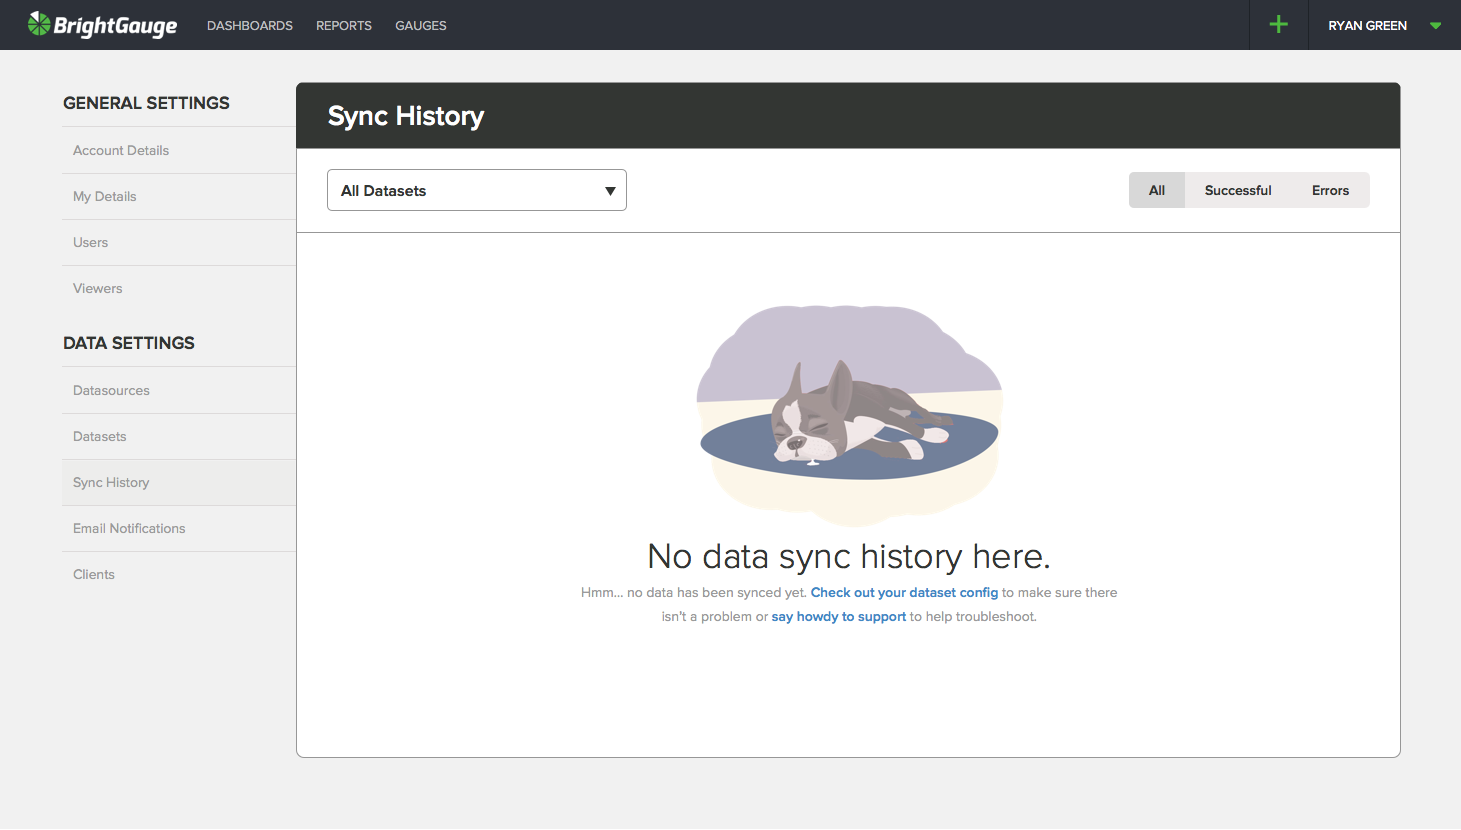 BrightGauge DASHBOARDS REPORTS GAUGES + RYAN GREEN
GENERAL SETTINGS
Account Details
My Details
Users
Viewers
DATA SETTINGS
Datasources
Datasets
Sync History
Email Notifications
Clients
Sync History
All Datasets
All Successful Errors
No data sync history here.
Hmm... no data has been synced yet. Check out your dataset config to make sure there
isn't a problem or say howdy to support to help troubleshoot.